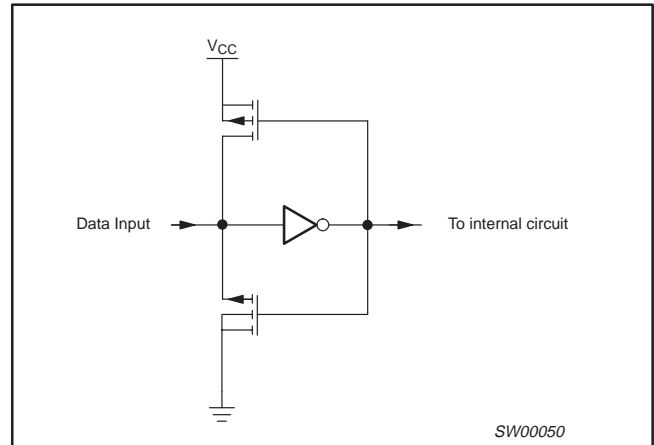 VCC
Data Input
To internal circuit
SW00050